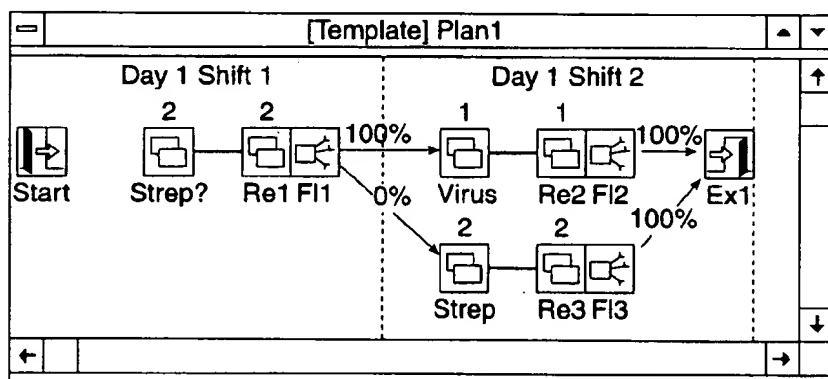 [Template] Plan1
Day 1 Shift 1 Day 1 Shift 2
2 2 1 1
100% 100%
Start Strep? Re1 Fl1 Virus Re2 Fl2 Ex1
0% 100%
2 2
Strep Re3 Fl3